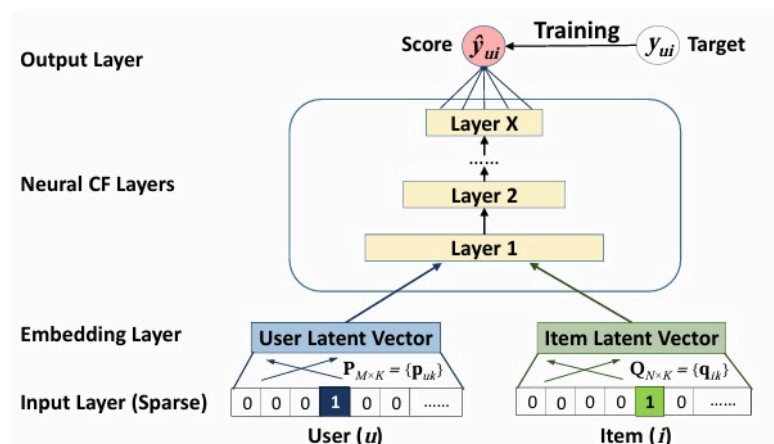 Score ŷui Training yui Target
Output Layer
Layer X
......
Neural CF Layers
Layer 2
Layer 1
Embedding Layer
User Latent Vector
Item Latent Vector
PM×K = {puk}
QN×K = {qik}
Input Layer (Sparse)
0 0 0 1 0 0 ......
0 0 0 0 1 0 ......
User (u)
Item (i)